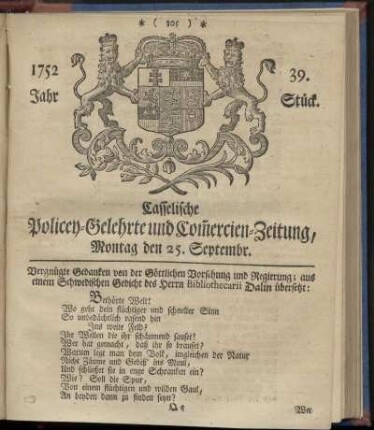 * ( 305 ) *
1752 39.
Jahr Stück.
Casselische
Policey-Gelehrte und Com̃ercien-Zeitung,
Montag den 25. Septembr.
Vergnügte Gedanken von der Göttlichen Vorsehung und Regierung; aus
einem Schwedischen Gedicht des Herrn Bibliothecarii Dalin übersetzt:
Bethörte Welt!
Wo geht dein flüchtiger und schneller Sinn
So unbedächtlich rasend hin
Ins weite Feld?
Ihr Wellen die ihr schäumend sauset?
Wer hat gemacht, daß ihr so brauset?
Warum legt man dem Volk, imgleichen der Natur
Nicht Zäume und Gebiß ins Maul,
Und schliesset sie in enge Schranken ein?
Wie? Soll die Spur,
Von einem flüchtigen und wilden Gaul,
An beyden dann zu finden seyn?
Qq Wer